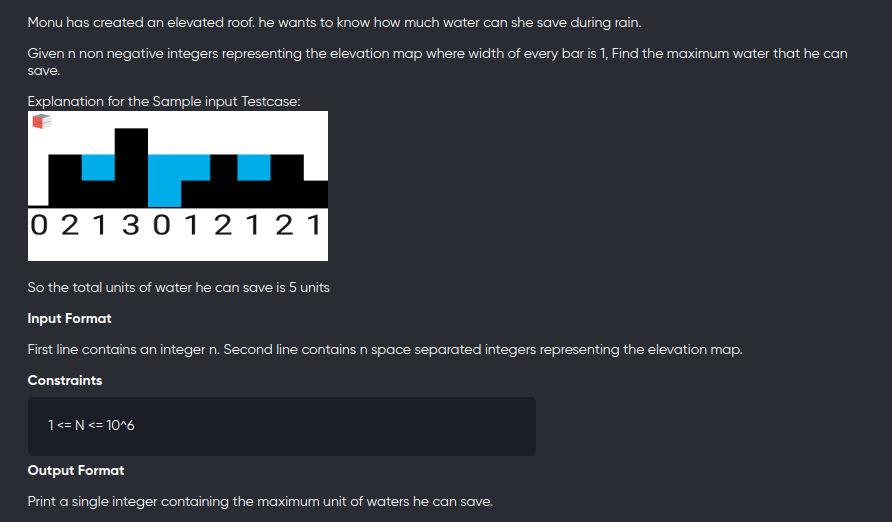 Monu has created an elevated roof. he wants to know how much water can she save during rain.
Given n non negative integers representing the elevation map where width of every bar is 1, Find the maximum water that he can
save.
Explanation for the Sample input Testcase:
0 2 1 3 0 1 2 1 2 1
So the total units of water he can save is 5 units
Input Format
First line contains an integer n. Second line contains n space separated integers representing the elevation map.
Constraints
1 <= N <= 10^6
Output Format
Print a single integer containing the maximum unit of waters he can save.